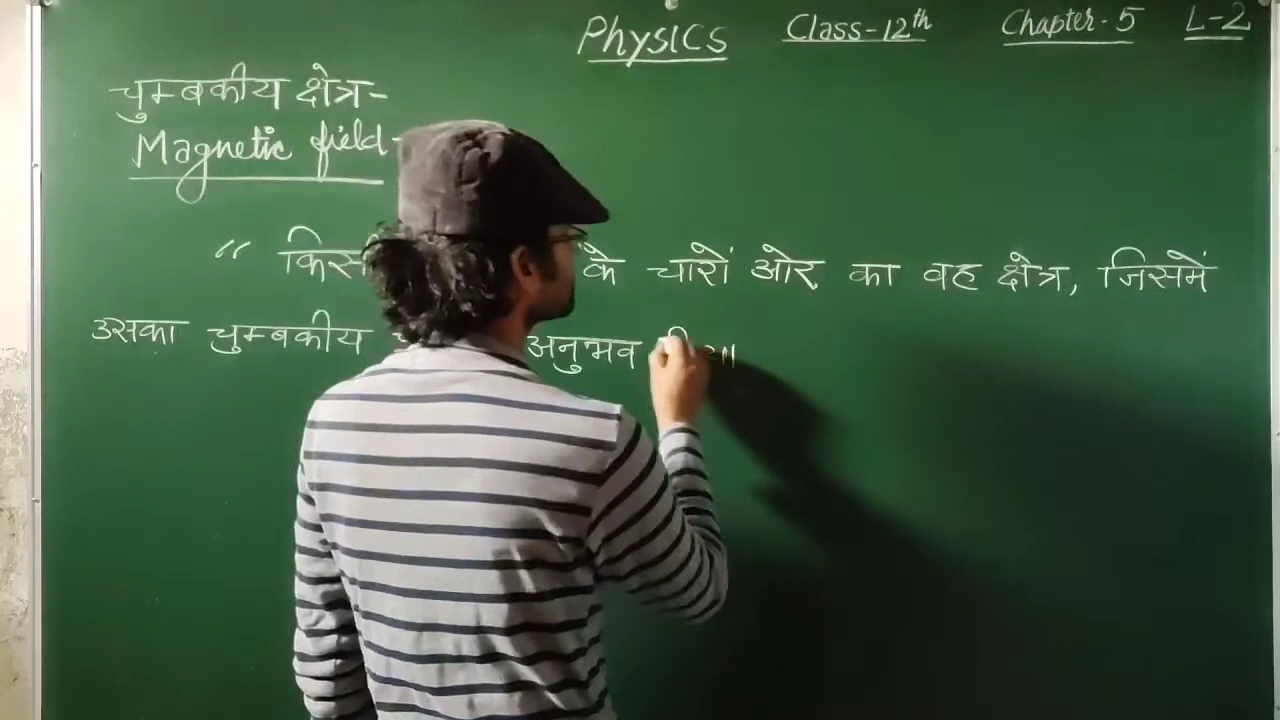 Physics Class-12th Chapter-5 L-2
चुम्बकीय क्षेत्र-
Magnetic field-
“ किसी के चारों ओर का वह क्षेत्र, जिसमें
उसका चुम्बकीय अनुभव